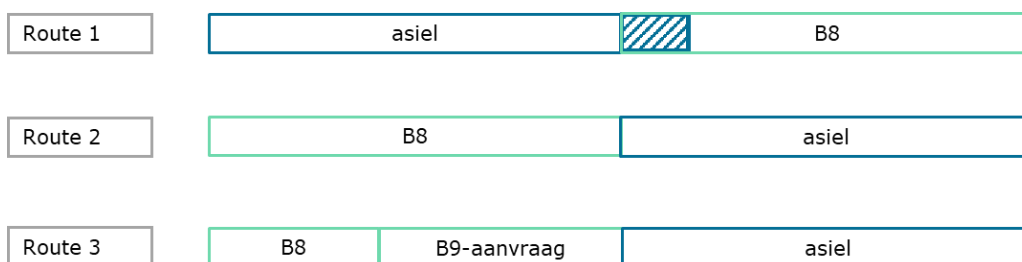 Route 1 asiel B8
Route 2 B8 asiel
Route 3 B8 B9-aanvraag asiel